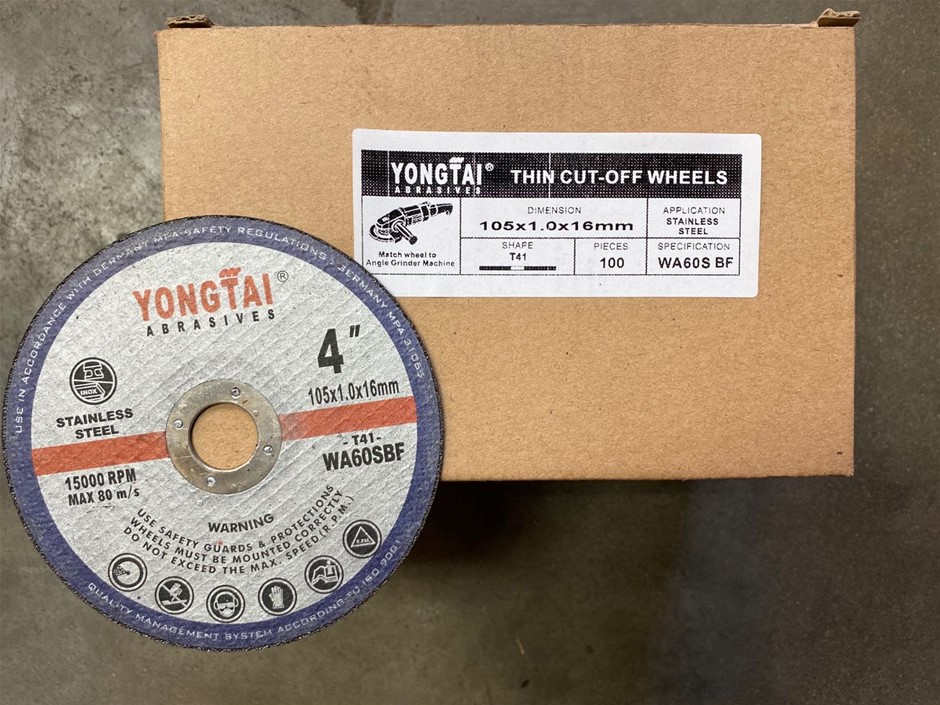 YONGTAI®
ABRASIVES
THIN CUT-OFF WHEELS
Match wheel to
Angle Grinder Machine
DIMENSION
105x1.0x16mm
APPLICATION
STAINLESS
STEEL
SHAPE
T41
PIECES
100
SPECIFICATION
WA60S BF
USE IN ACCORDANCE WITH GERMANY MPA-SAFETY REGULATIONS
GERMANY MPA
YONGTAI®
ABRASIVES
4"
105x1.0x16mm
INOX
STAINLESS
STEEL
-T41-
WA60SBF
15000 RPM
MAX 80 m/s
WARNING
USE SAFETY GUARDS & PROTECTIONS
WHEELS MUST BE MOUNTED CORRECTLY
DO NOT EXCEED THE MAX. SPEED(R.P.M.)
R.P.M.
QUALITY MANAGEMENT SYSTEM ACCORDING TO ISO 9001